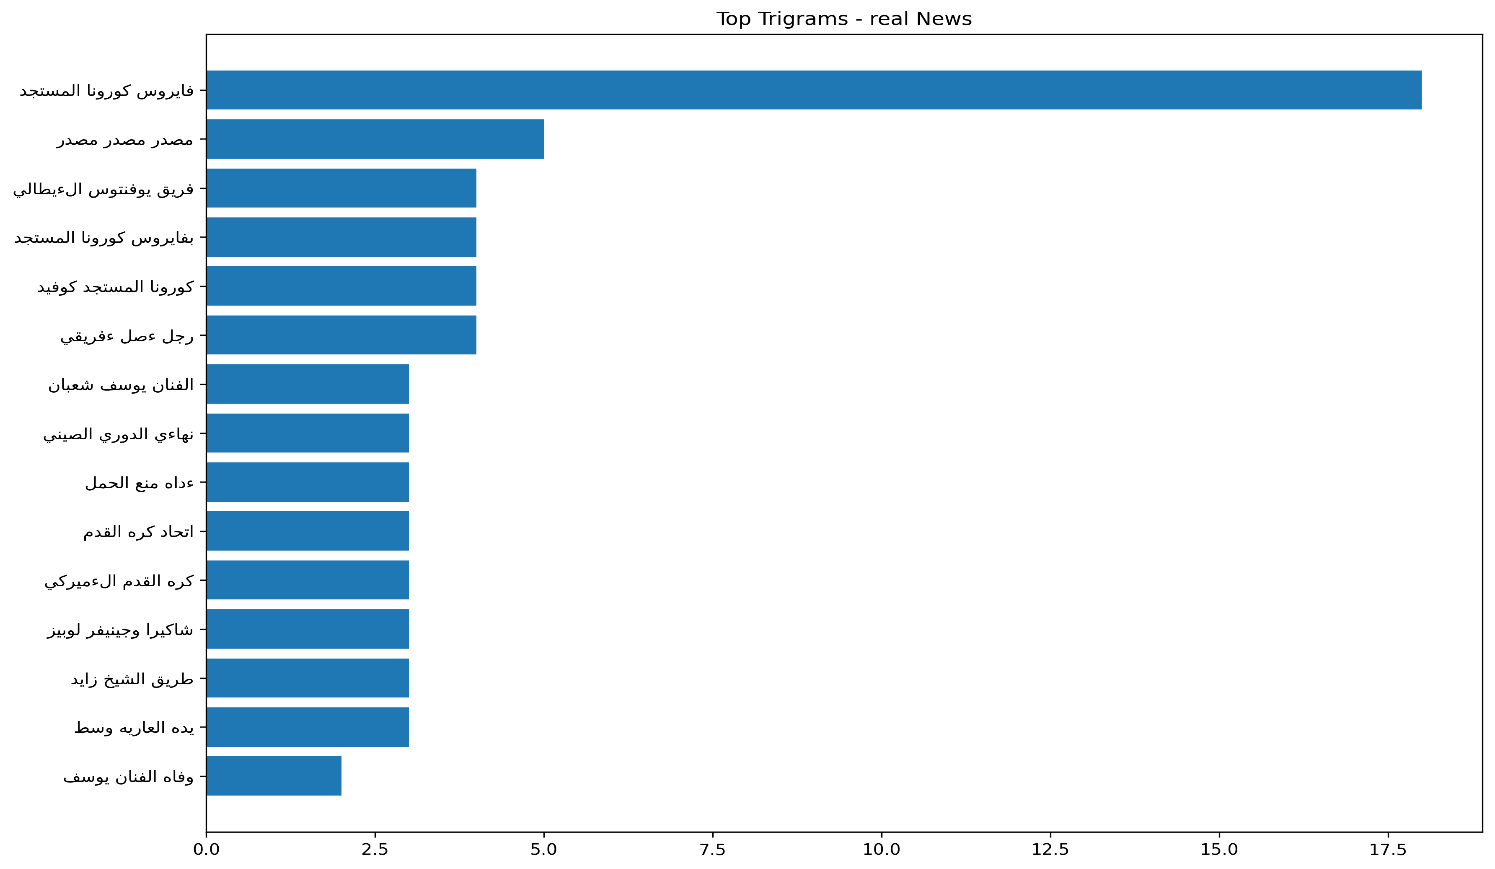 Top Trigrams - real News
فايروس كورونا المستجد
مصدر مصدر مصدر
فريق يوفنتوس الءيطالي
بفايروس كورونا المستجد
كورونا المستجد كوفيد
رجل ءصل ءفريقي
الفنان يوسف شعبان
نهاءي الدوري الصيني
ءداه منع الحمل
اتحاد كره القدم
كره القدم الءميركي
شاكيرا وجينيفر لوبيز
طريق الشيخ زايد
يده العاريه وسط
وفاه الفنان يوسف
0.0 2.5 5.0 7.5 10.0 12.5 15.0 17.5